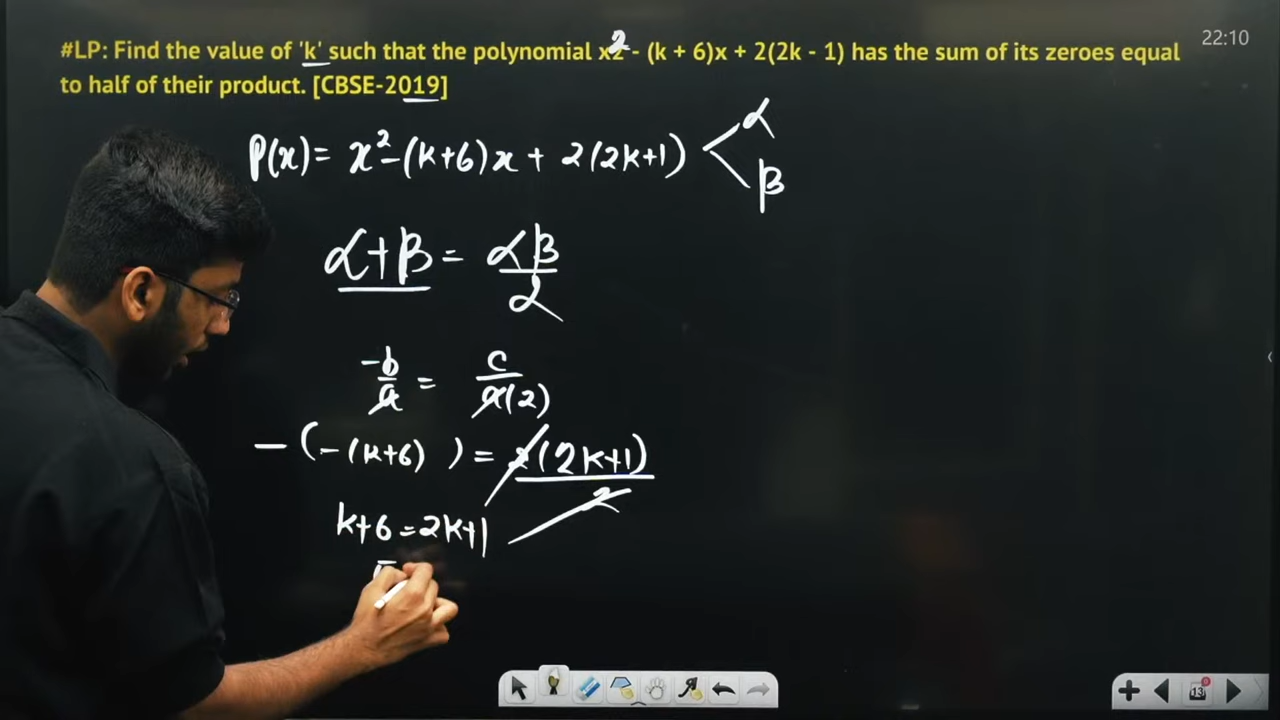 22:10
#LP: Find the value of 'k' such that the polynomial x2 - (k + 6)x + 2(2k - 1) has the sum of its zeroes equal
to half of their product. [CBSE-2019]
P(x) = x² - (k+6)x + 2(2k+1) < α
β
α+β = αβ/2
-b/a = c/a(2)
- (-(k+6) ) = 2(2k+1)/2
k+6 = 2k+1
13